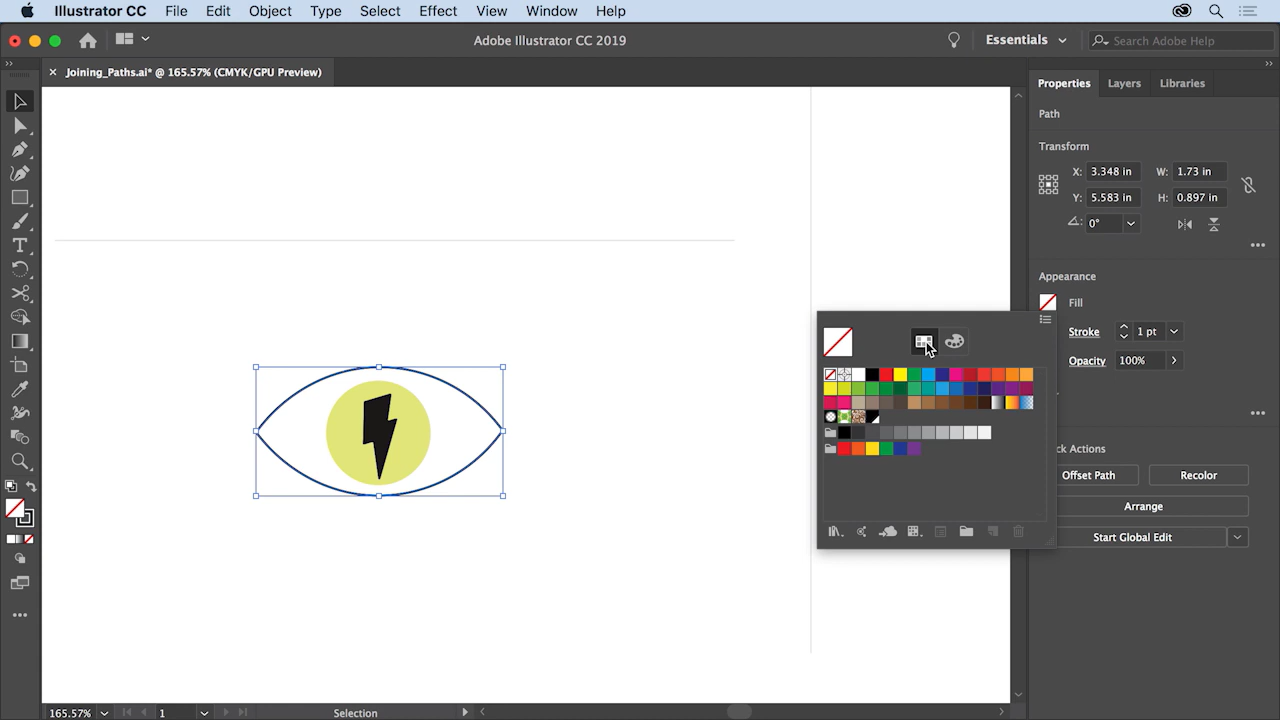 Illustrator CC File Edit Object Type Select Effect View Window Help
Adobe Illustrator CC 2019
Essentials
Search Adobe Help
Joining_Paths.ai* @ 165.57% (CMYK/GPU Preview)
Properties Layers Libraries
Path
Transform
X: 3.348 in W: 1.73 in
Y: 5.583 in H: 0.897 in
0°
Appearance
Fill
Stroke 1 pt
Opacity 100%
ck Actions
Offset Path Recolor
Arrange
Start Global Edit
165.57% 1 Selection